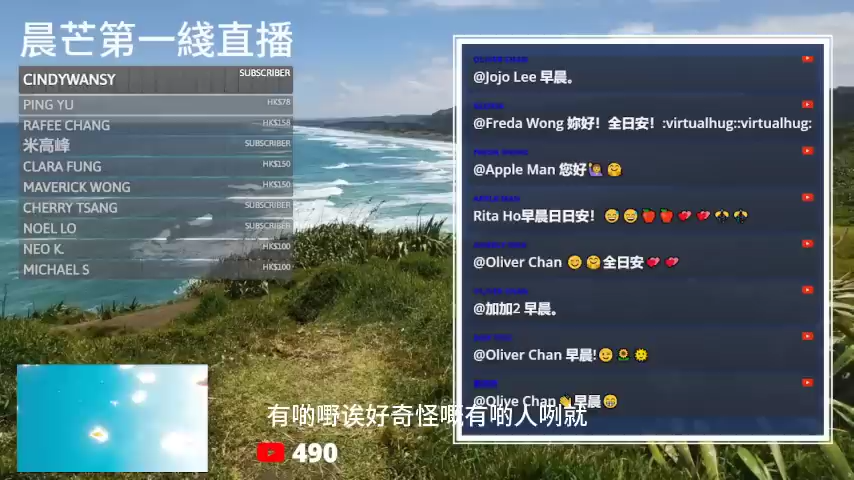 晨芒第一綫直播
CINDYWANSY SUBSCRIBER
PING YU HK$78
RAFEE CHANG HK$158
米高峰 SUBSCRIBER
CLARA FUNG HK$150
MAVERICK WONG HK$150
CHERRY TSANG SUBSCRIBER
NOEL LO SUBSCRIBER
NEO K. HK$100
MICHAEL S HK$100
@Jojo Lee 早晨。
@Freda Wong 妳好！全日安！:virtualhug::virtualhug:
@Apple Man 您好🙋🤗
Rita Ho早晨日日安！😅😅🍎🍎💞💞
@Oliver Chan 😊🤗全日安💞💞
@加加2 早晨。
@Oliver Chan 早晨!😉🌻🌞
@Olive Chan👏早晨😁
有啲嘢诶好奇怪嘅有啲人咧就
490